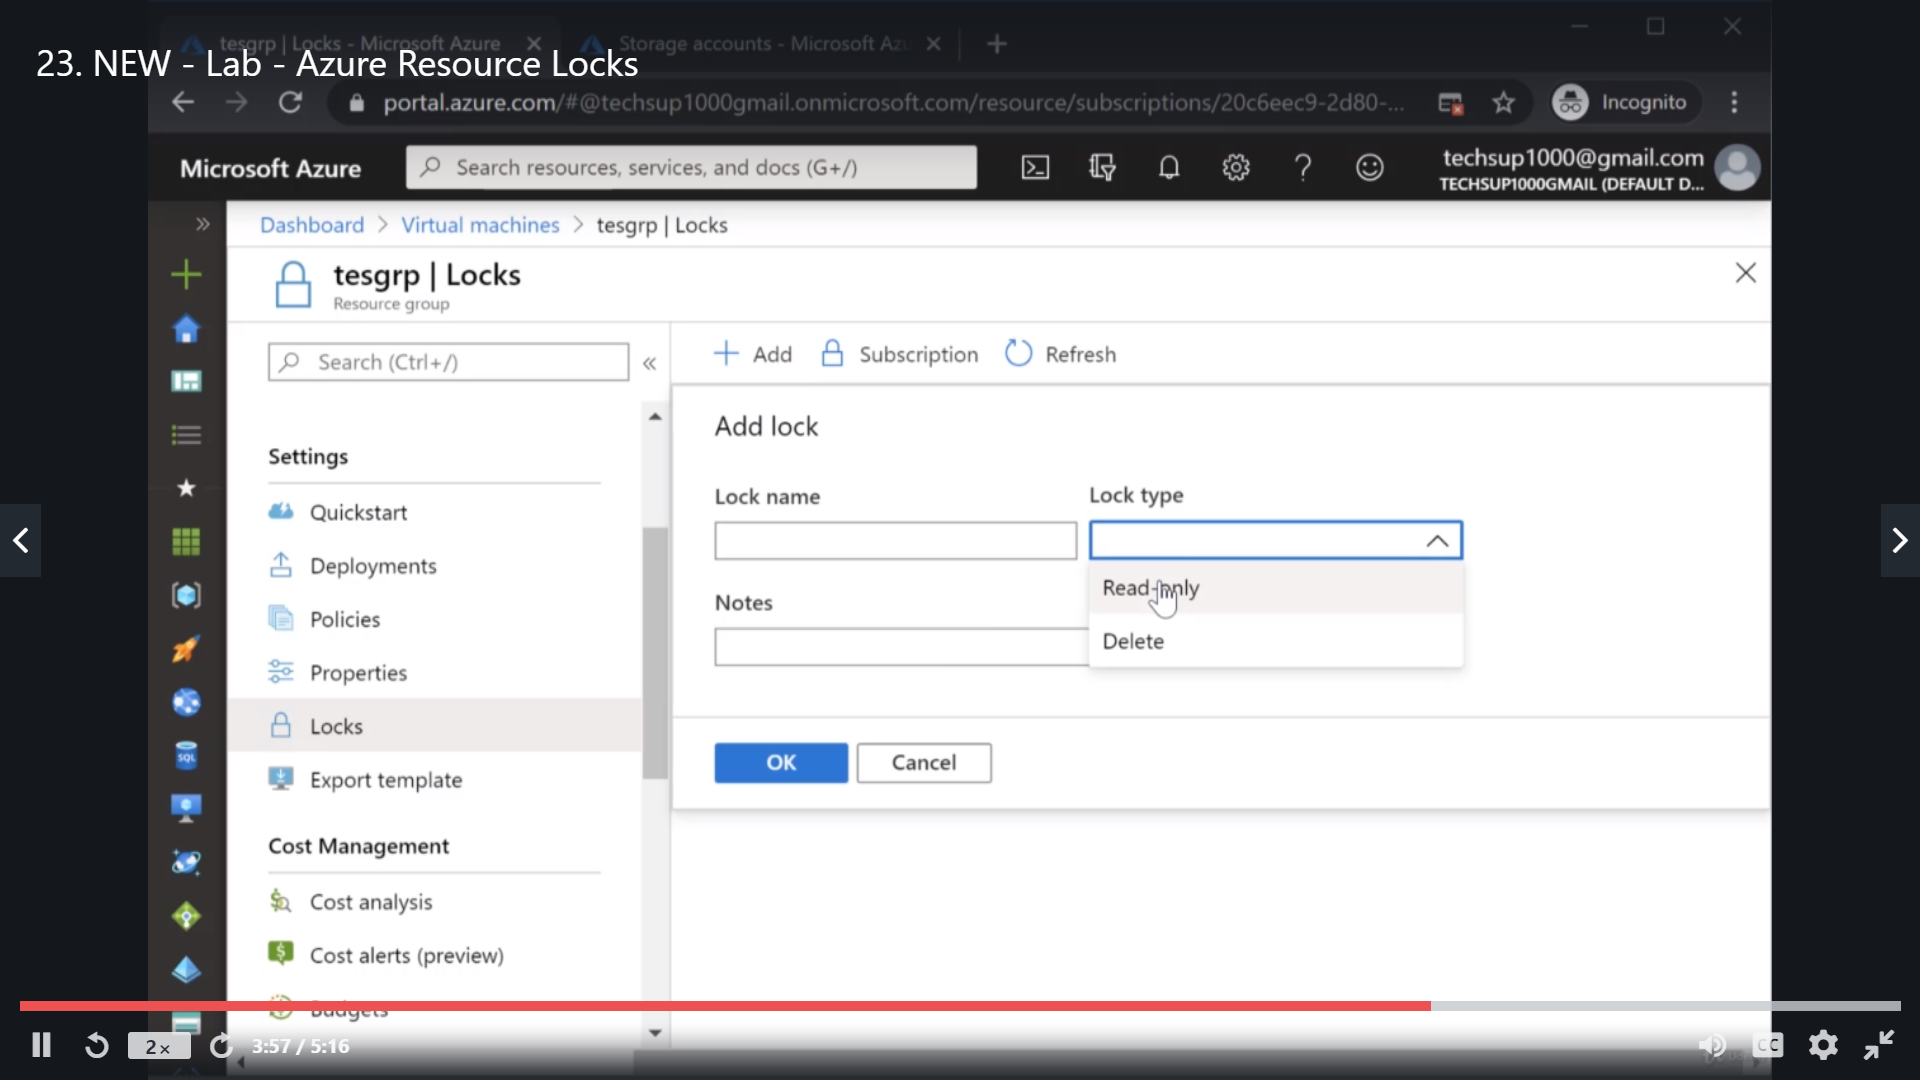 tesgrp | Locks - Microsoft Azure
Storage accounts - Microsoft Azu
23. NEW - Lab - Azure Resource Locks
portal.azure.com/#@techsup1000gmail.onmicrosoft.com/resource/subscriptions/20c6eec9-2d80-...
Incognito
Microsoft Azure
Search resources, services, and docs (G+/)
techsup1000@gmail.com
TECHSUP1000GMAIL (DEFAULT D...
Dashboard > Virtual machines > tesgrp | Locks
tesgrp | Locks
Resource group
Search (Ctrl+/)
Add
Subscription
Refresh
Settings
Quickstart
Deployments
Policies
Properties
Locks
Export template
Cost Management
Cost analysis
Cost alerts (preview)
Budgets
Add lock
Lock name
Lock type
Read-only
Delete
Notes
OK
Cancel
SQL
2x
3:57 / 5:16
CC